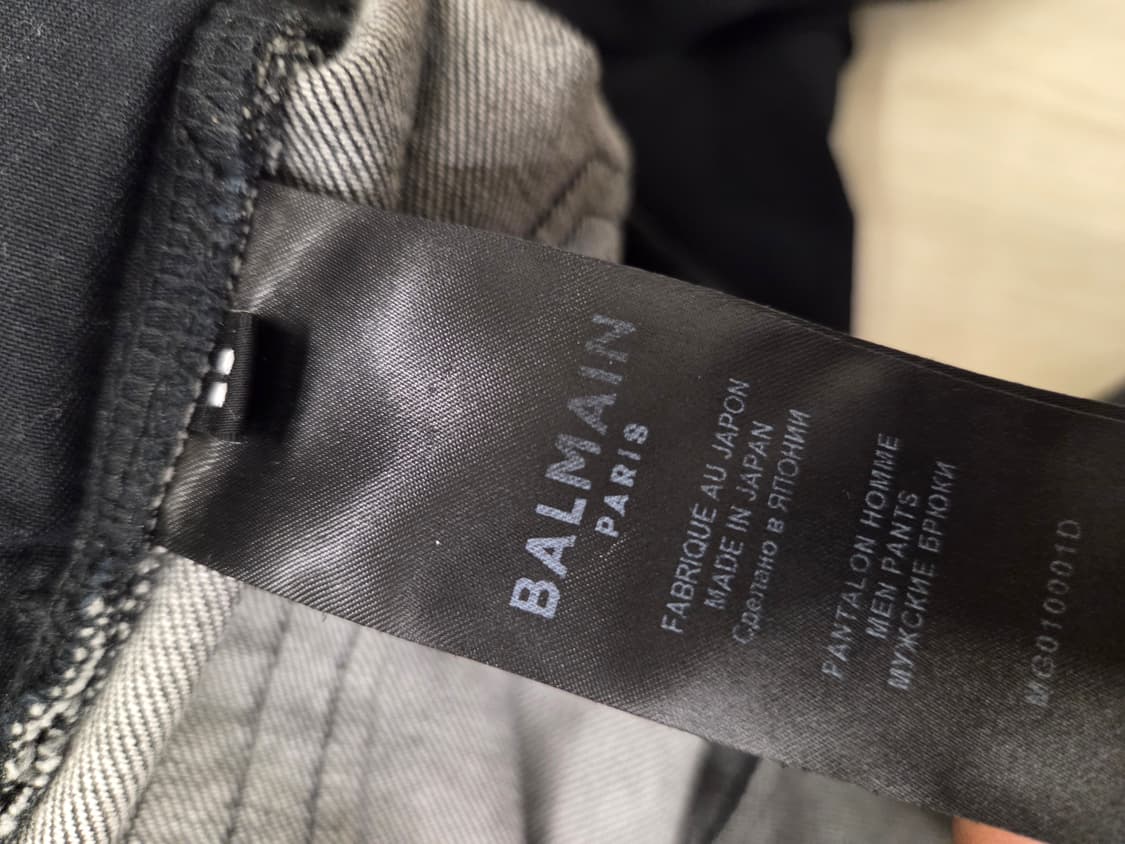 BALMAIN
PARIS
FABRIQUE AU JAPON
MADE IN JAPAN
Сделано в ЯПОНИИ
PANTALON HOMME
MEN PANTS
МУЖСКИЕ БРЮКИ
MG010001D